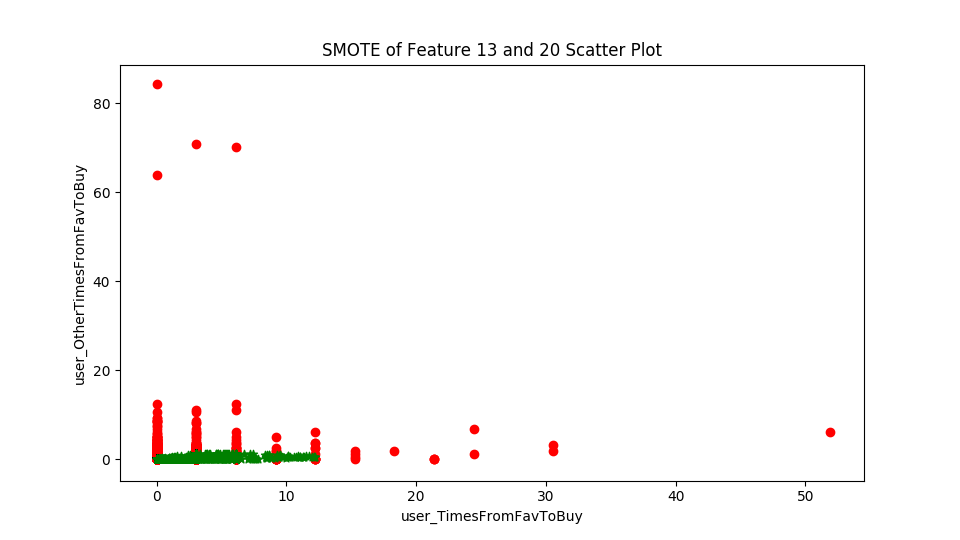 SMOTE of Feature 13 and 20 Scatter Plot
80
60
40
20
0
user_OtherTimesFromFavToBuy
0 10 20 30 40 50
user_TimesFromFavToBuy